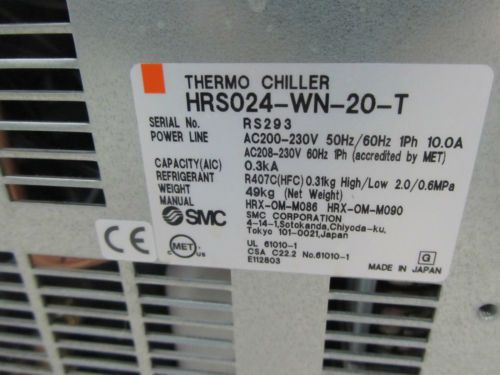 THERMO CHILLER
HRS024-WN-20-T
SERIAL No. RS293
POWER LINE AC200-230V 50Hz/60Hz 1Ph 10.0A
AC208-230V 60Hz 1Ph (accredited by MET)
CAPACITY(AIC) 0.3kA
REFRIGERANT R407C(HFC) 0.31kg High/Low 2.0/0.6MPa
WEIGHT 49kg (Net Weight)
MANUAL HRX-OM-M086 HRX-OM-M090
SMC SMC CORPORATION
4-14-1,Sotokanda,Chiyoda-ku,
Tokyo 101-0021,Japan
CE
MET
C US
UL 61010-1
CSA C22.2 No.61010-1
E112803
G
MADE IN JAPAN